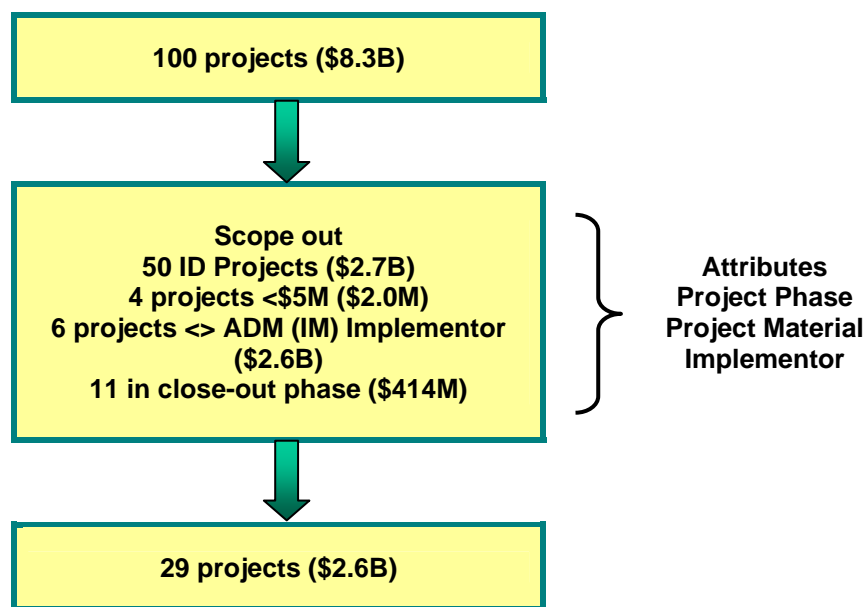 100 projects ($8.3B)
Scope out
50 ID Projects ($2.7B)
4 projects <$5M ($2.0M)
6 projects <> ADM (IM) Implementor
($2.6B)
11 in close-out phase ($414M)
Attributes
Project Phase
Project Material
Implementor
29 projects ($2.6B)